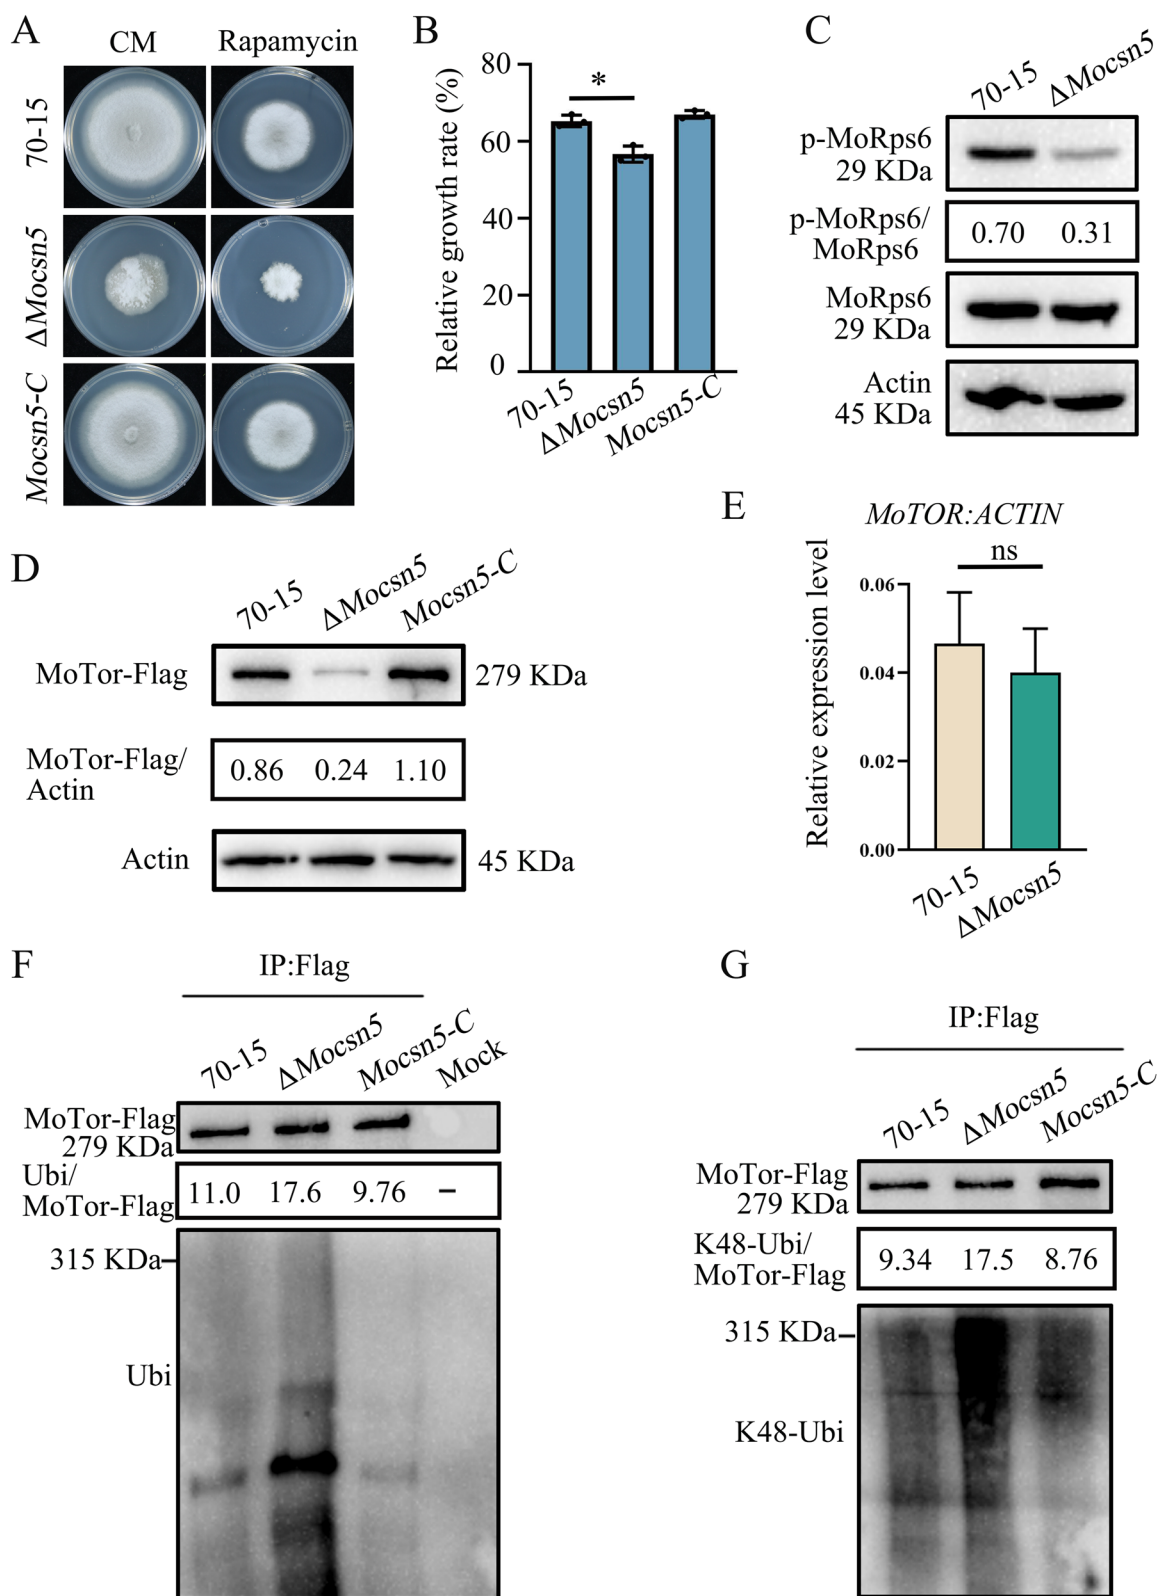 A
CM
Rapamycin
70-15
ΔMocsn5
Mocsn5-C
B
Relative growth rate (%)
80
60
40
20
0
*
70-15
ΔMocsn5
Mocsn5-C
C
70-15
ΔMocsn5
p-MoRps6
29 KDa
p-MoRps6/
MoRps6
0.70
0.31
MoRps6
29 KDa
Actin
45 KDa
D
70-15
ΔMocsn5
Mocsn5-C
MoTor-Flag
279 KDa
MoTor-Flag/
Actin
0.86
0.24
1.10
Actin
45 KDa
E
MoTOR:ACTIN
ns
Relative expression level
0.06
0.04
0.02
0.00
70-15
ΔMocsn5
F
IP:Flag
70-15
ΔMocsn5
Mocsn5-C
Mock
MoTor-Flag
279 KDa
Ubi/
MoTor-Flag
11.0
17.6
9.76
–
315 KDa
Ubi
G
IP:Flag
70-15
ΔMocsn5
Mocsn5-C
MoTor-Flag
279 KDa
K48-Ubi/
MoTor-Flag
9.34
17.5
8.76
315 KDa
K48-Ubi